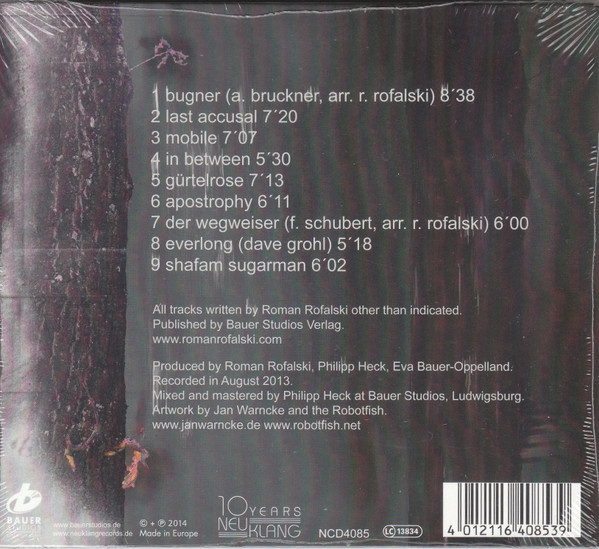 1 bugner (a. bruckner, arr. r. rofalski) 8´38
2 last accusal 7´20
3 mobile 7´07
4 in between 5´30
5 gürtelrose 7´13
6 apostrophy 6´11
7 der wegweiser (f. schubert, arr. r. rofalski) 6´00
8 everlong (dave grohl) 5´18
9 shafam sugarman 6´02
All tracks written by Roman Rofalski other than indicated.
Published by Bauer Studios Verlag.
www.romanrofalski.com
Produced by Roman Rofalski, Philipp Heck, Eva Bauer-Oppelland.
Recorded in August 2013.
Mixed and mastered by Philipp Heck at Bauer Studios, Ludwigsburg.
Artwork by Jan Warncke and the Robotfish.
www.janwarncke.de www.robotfish.net
BAUER
www.bauerstudios.de
www.neuklangrecords.de
© + ℗ 2014
Made in Europe
10 YEARS
NEUKLANG
NCD4085
LC 13834
4 012116 408539